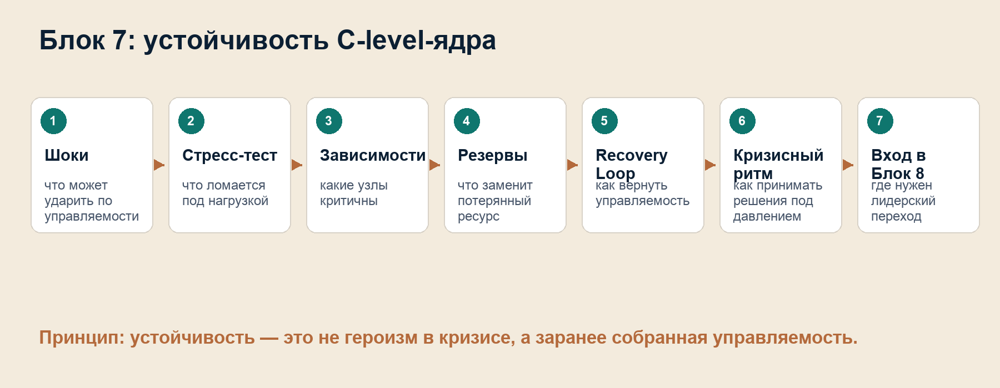 Блок 7: устойчивость C-level-ядра
1
Шоки
что может
ударить по
управляемости
2
Стресс-тест
что ломается
под нагрузкой
3
Зависимости
какие узлы
критичны
4
Резервы
что заменит
потерянный
ресурс
5
Recovery
Loop
как вернуть
управляемость
6
Кризисный
ритм
как принимать
решения под
давлением
7
Вход в
Блок 8
где нужен
лидерский
переход
Принцип: устойчивость — это не героизм в кризисе, а заранее собранная управляемость.